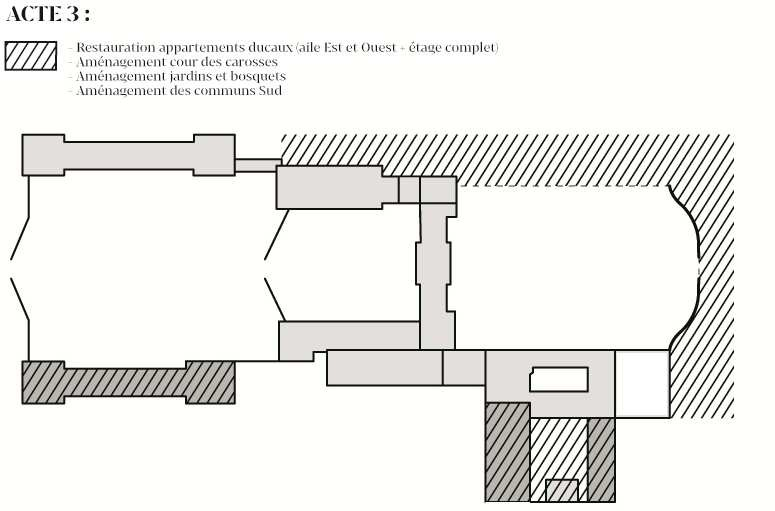 ACTE 3 :
- Restauration appartements ducaux (aile Est et Ouest + étage complet)
- Aménagement cour des carosses
- Aménagement jardins et bosquets
- Aménagement des communs Sud